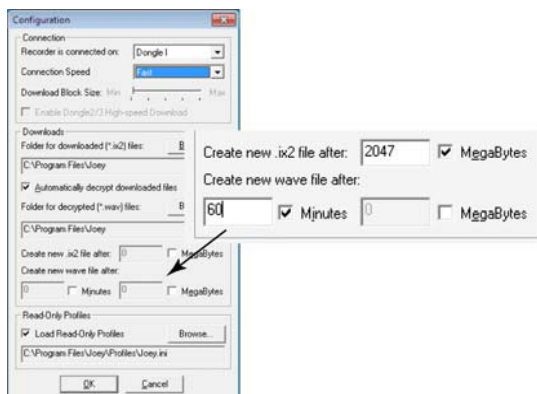 Configuration
Connection
Recorder is connected on: Dongle I
Connection Speed Fast
Download Block Size: Min Max
Enable Dongle2/3 High-speed Download
Downloads
Folder for downloaded (*.ix2) files: B
C:\Program Files\Joey
Automatically decrypt downloaded files
Folder for decrypted (*.wav) files: B
C:\Program Files\Joey
Create new .ix2 file after: 0 MegaBytes
Create new wave file after:
0 Minutes 0 MegaBytes
Read-Only Profiles
Load Read-Only Profiles Browse...
C:\Program Files\Joey\Profiles\Joey.ini
OK Cancel
Create new .ix2 file after: 2047 MegaBytes
Create new wave file after:
60 Minutes 0 MegaBytes